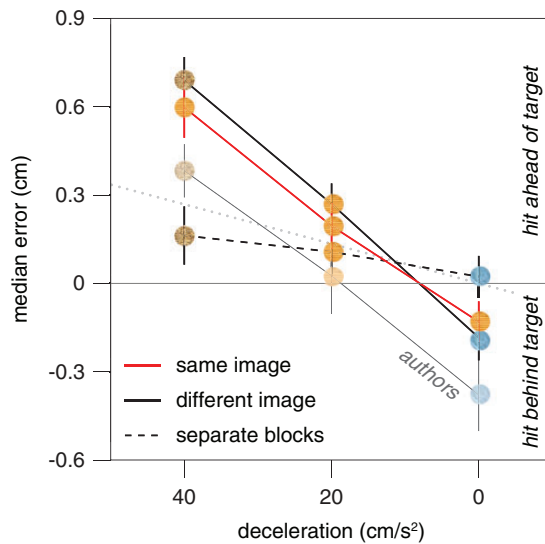 0.9
0.6
0.3
0
-0.3
-0.6
median error (cm)
hit ahead of target
hit behind target
authors
same image
different image
separate blocks
40
20
0
deceleration (cm/s²)